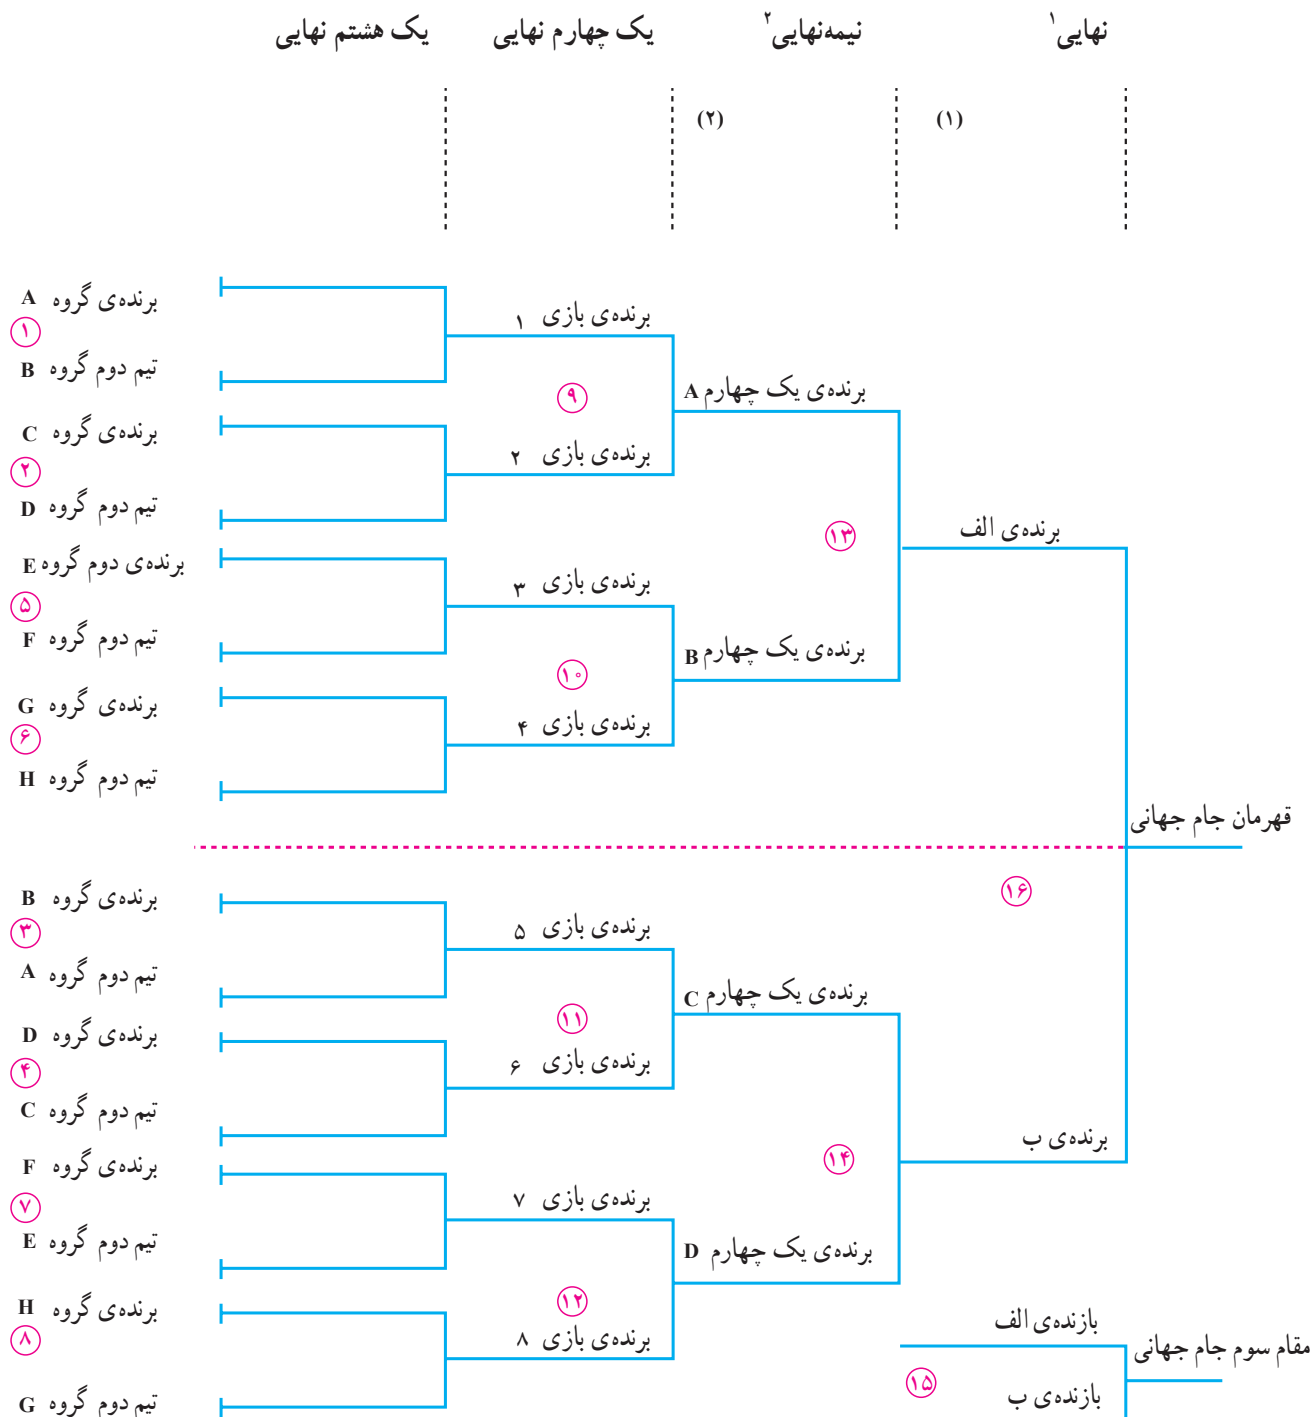 نهایی۱
نیمه‌نهایی۲
یک چهارم نهایی
یک هشتم نهایی
(۱)
(۲)
برنده‌ی گروه A
۱
تیم دوم گروه B
برنده‌ی گروه C
۲
تیم دوم گروه D
برنده‌ی دوم گروه E
۵
تیم دوم گروه F
برنده‌ی گروه G
۶
تیم دوم گروه H
برنده‌ی گروه B
۳
تیم دوم گروه A
برنده‌ی گروه D
۴
تیم دوم گروه C
برنده‌ی گروه F
۷
تیم دوم گروه E
برنده‌ی گروه H
۸
تیم دوم گروه G
برنده‌ی بازی ۱
۹
برنده‌ی بازی ۲
برنده‌ی بازی ۳
۱۰
برنده‌ی بازی ۴
برنده‌ی بازی ۵
۱۱
برنده‌ی بازی ۶
برنده‌ی بازی ۷
۱۲
برنده‌ی بازی ۸
برنده‌ی یک چهارم A
۱۳
برنده‌ی یک چهارم B
برنده‌ی یک چهارم C
۱۴
برنده‌ی یک چهارم D
برنده‌ی الف
۱۶
برنده‌ی ب
قهرمان جام جهانی
بازنده‌ی الف
۱۵
بازنده‌ی ب
مقام سوم جام جهانی